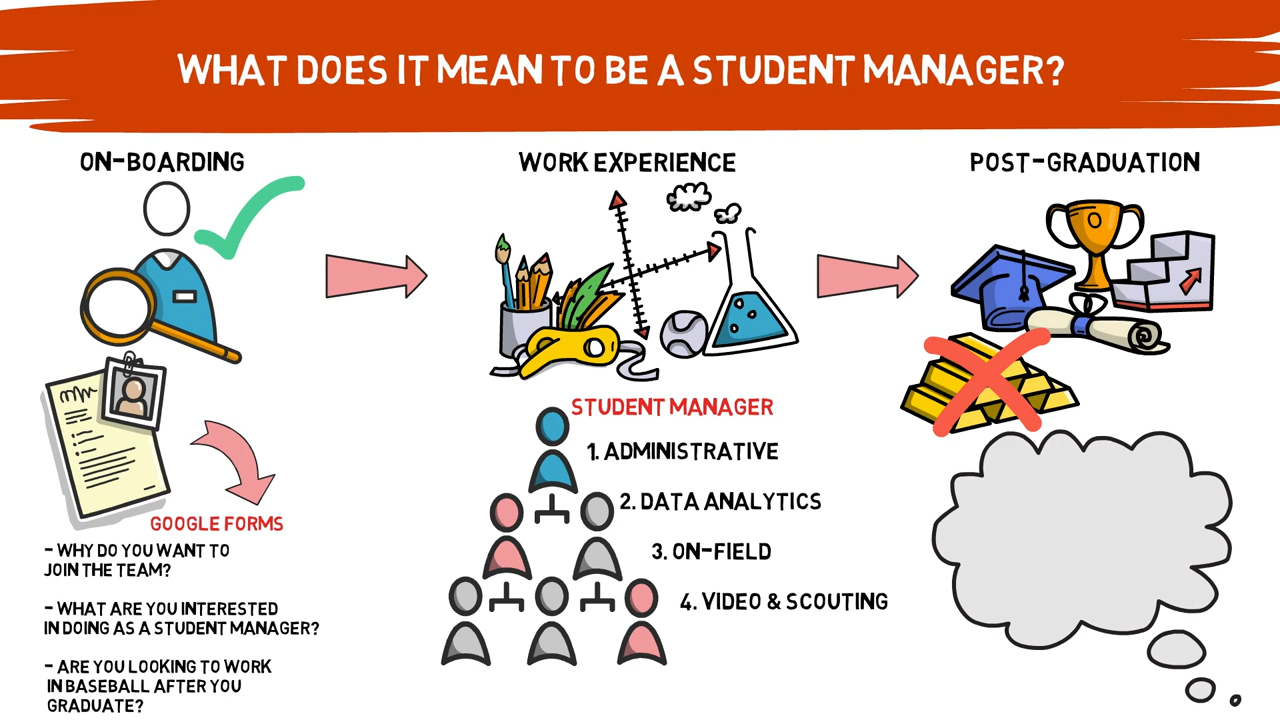 WHAT DOES IT MEAN TO BE A STUDENT MANAGER?
ON-BOARDING
GOOGLE FORMS
- WHY DO YOU WANT TO
JOIN THE TEAM?
- WHAT ARE YOU INTERESTED
IN DOING AS A STUDENT MANAGER?
- ARE YOU LOOKING TO WORK
IN BASEBALL AFTER YOU
GRADUATE?
WORK EXPERIENCE
STUDENT MANAGER
1. ADMINISTRATIVE
2. DATA ANALYTICS
3. ON-FIELD
4. VIDEO & SCOUTING
POST-GRADUATION